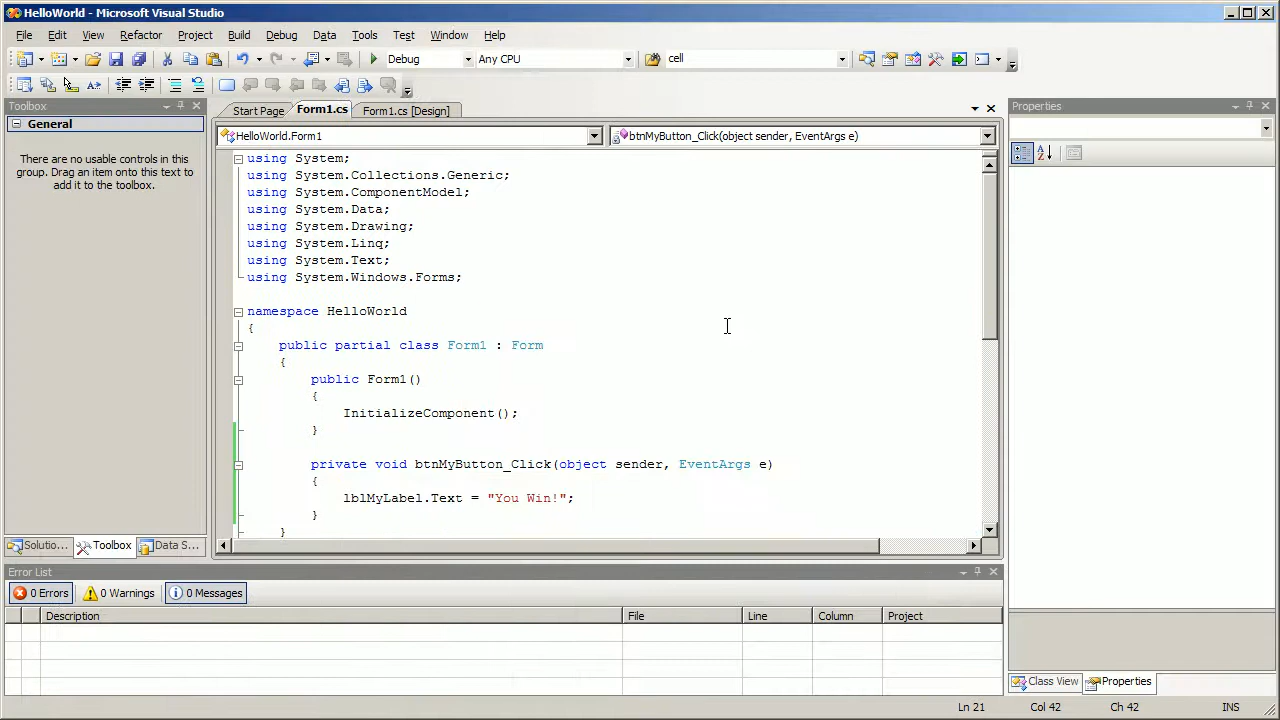 HelloWorld - Microsoft Visual Studio
File Edit View Refactor Project Build Debug Data Tools Test Window Help
Debug Any CPU cell
Toolbox
General
There are no usable controls in this
group. Drag an item onto this text to
add it to the toolbox.
Solutio... Toolbox Data S...
Start Page Form1.cs Form1.cs [Design]
HelloWorld.Form1 btnMyButton_Click(object sender, EventArgs e)
using System;
using System.Collections.Generic;
using System.ComponentModel;
using System.Data;
using System.Drawing;
using System.Linq;
using System.Text;
using System.Windows.Forms;
namespace HelloWorld
{
public partial class Form1 : Form
{
public Form1()
{
InitializeComponent();
}
private void btnMyButton_Click(object sender, EventArgs e)
{
lblMyLabel.Text = "You Win!";
}
}
Properties
Class View Properties
Error List
0 Errors 0 Warnings 0 Messages
Description File Line Column Project
Ln 21 Col 42 Ch 42 INS